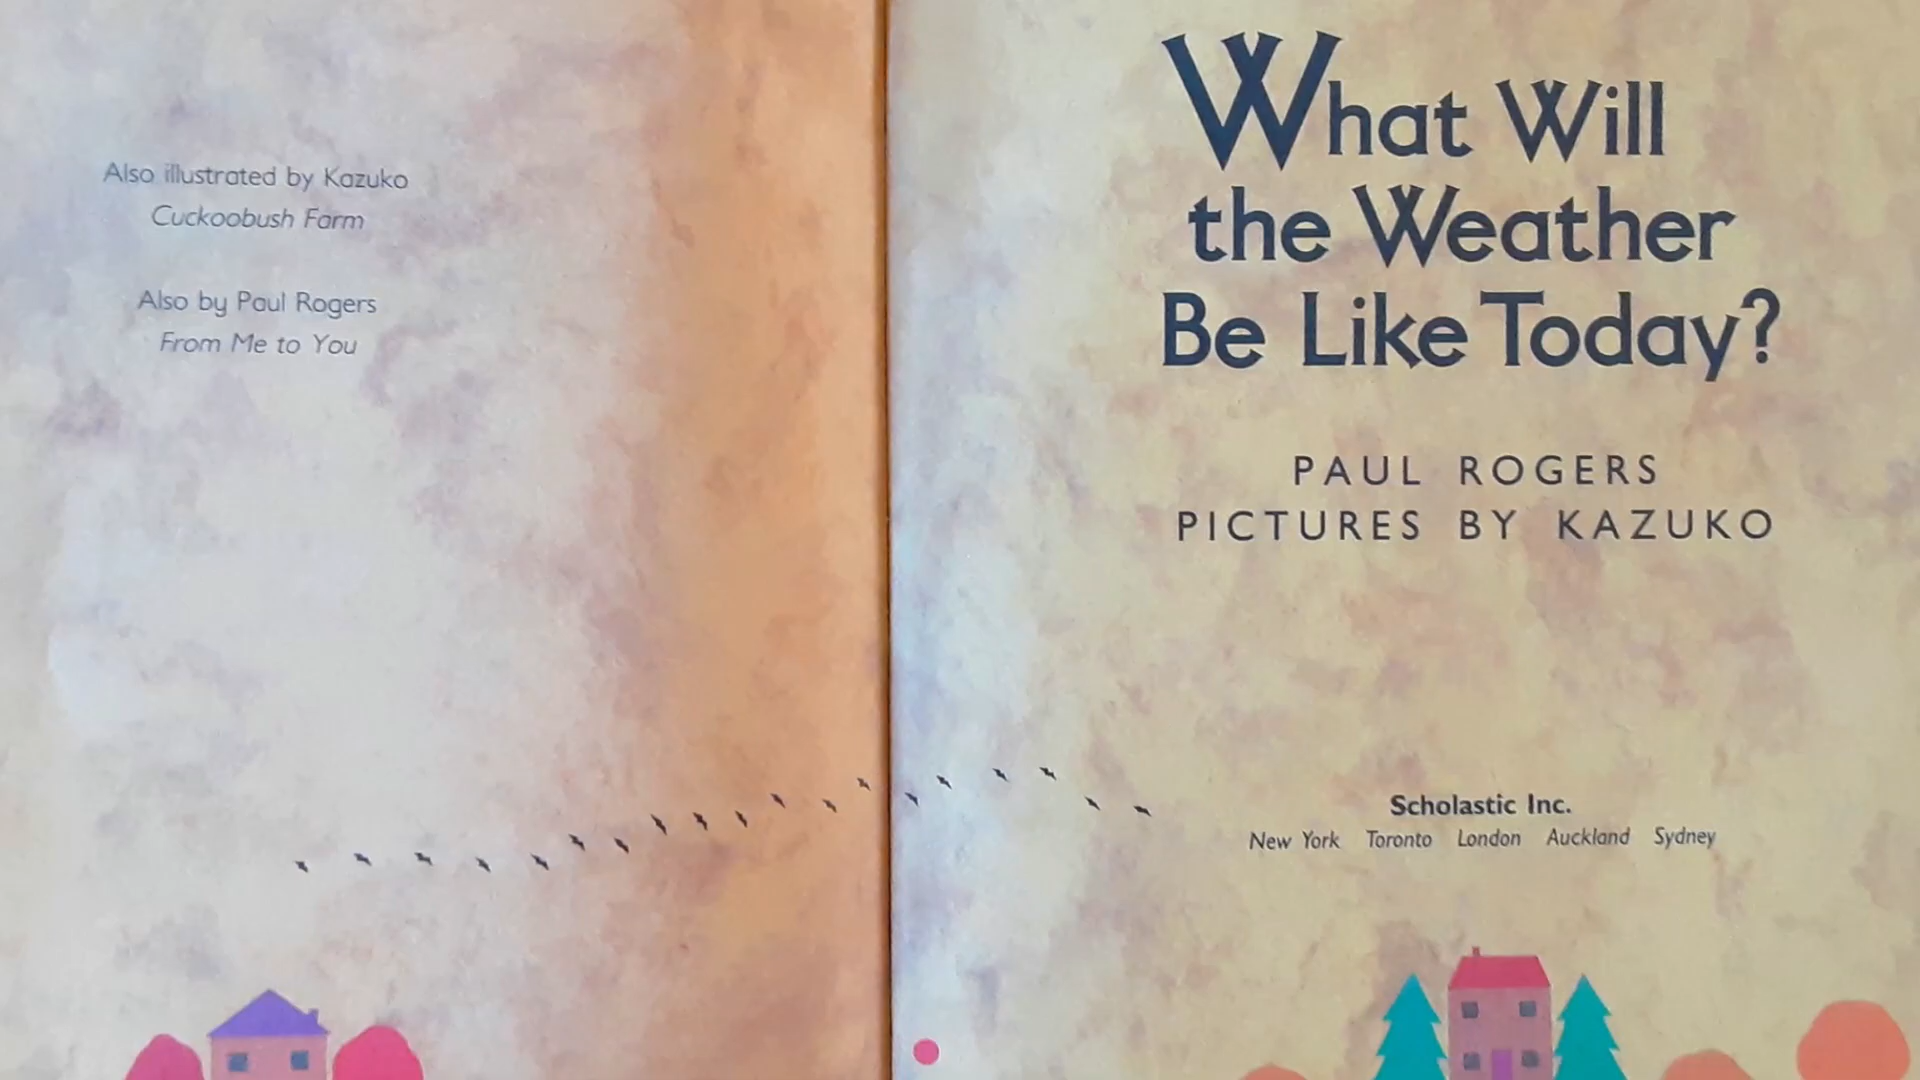 Also illustrated by Kazuko
Cuckoobush Farm
Also by Paul Rogers
From Me to You
What Will
the Weather
Be Like Today?
PAUL ROGERS
PICTURES BY KAZUKO
Scholastic Inc.
New York Toronto London Auckland Sydney